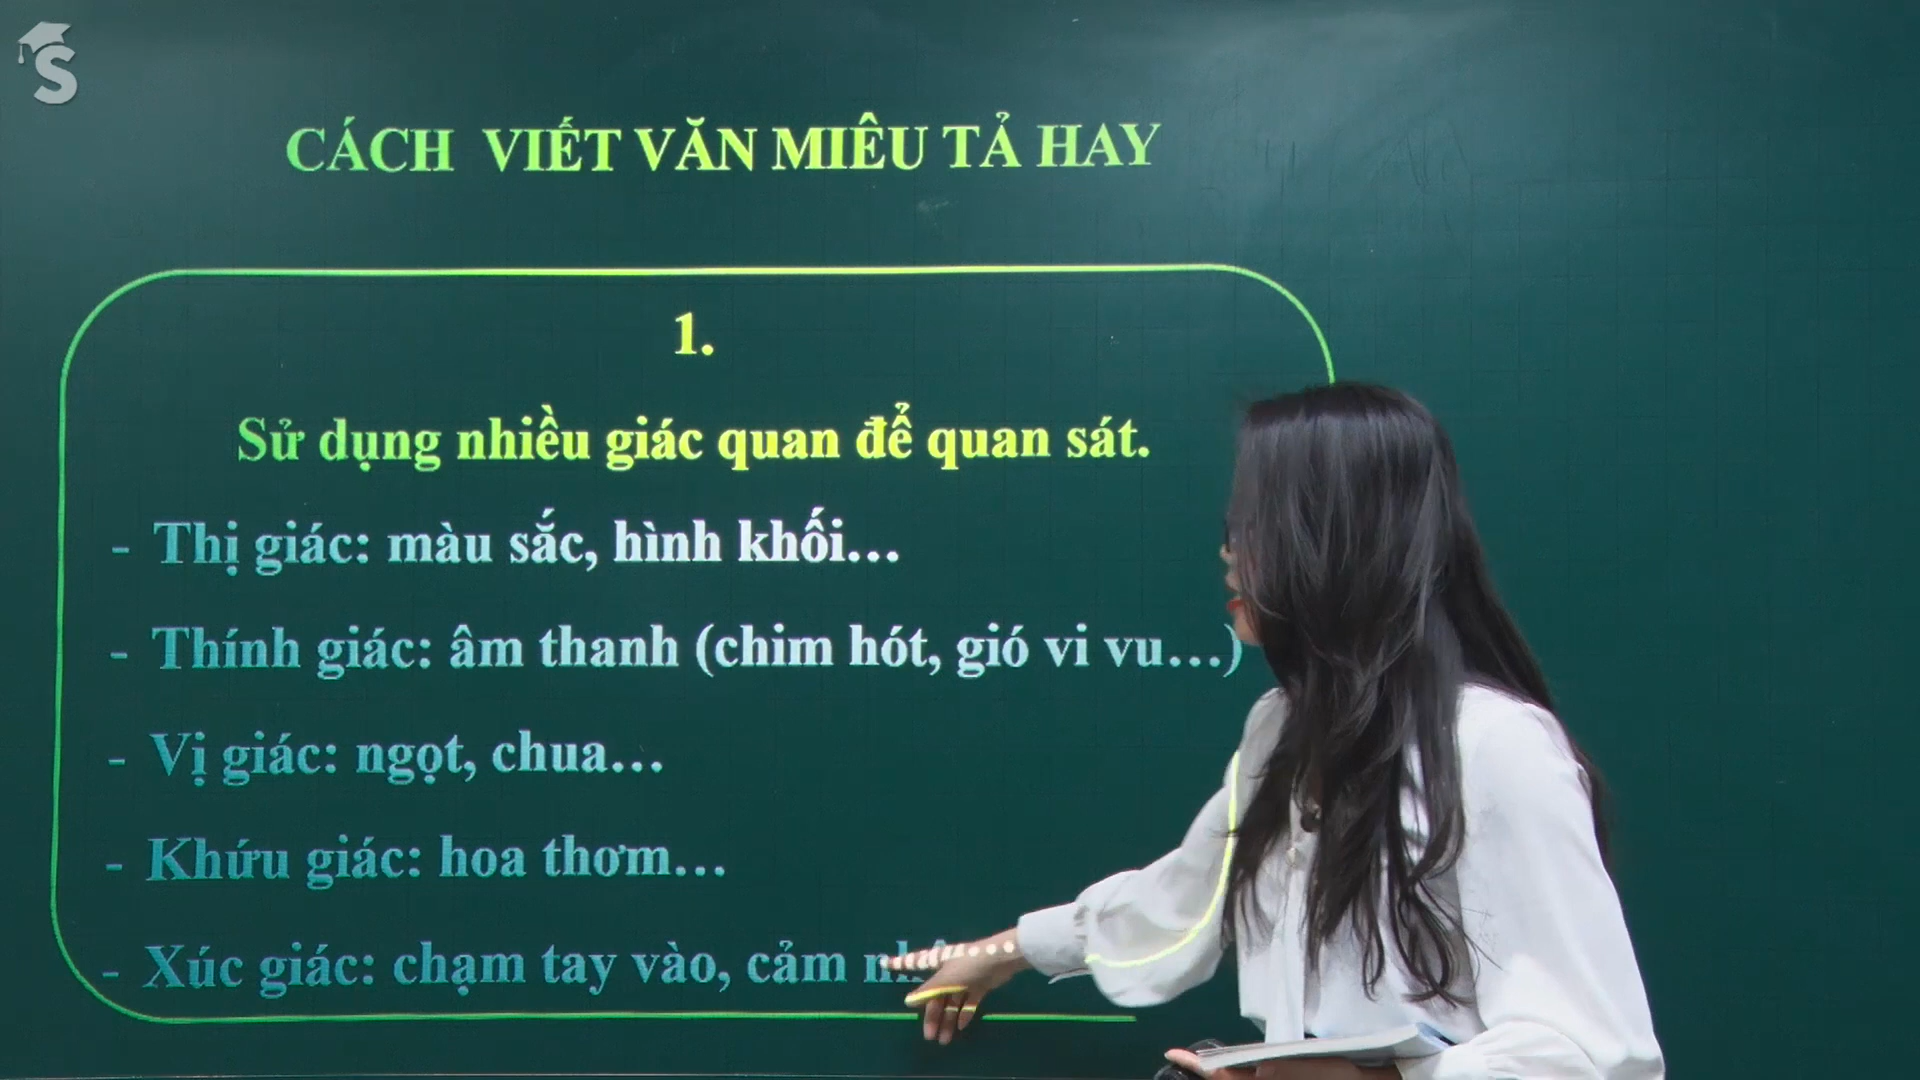 S
CÁCH VIẾT VĂN MIÊU TẢ HAY
1.
Sử dụng nhiều giác quan để quan sát.
- Thị giác: màu sắc, hình khối...
- Thính giác: âm thanh (chim hót, gió vi vu...)
- Vị giác: ngọt, chua...
- Khứu giác: hoa thơm...
- Xúc giác: chạm tay vào, cảm